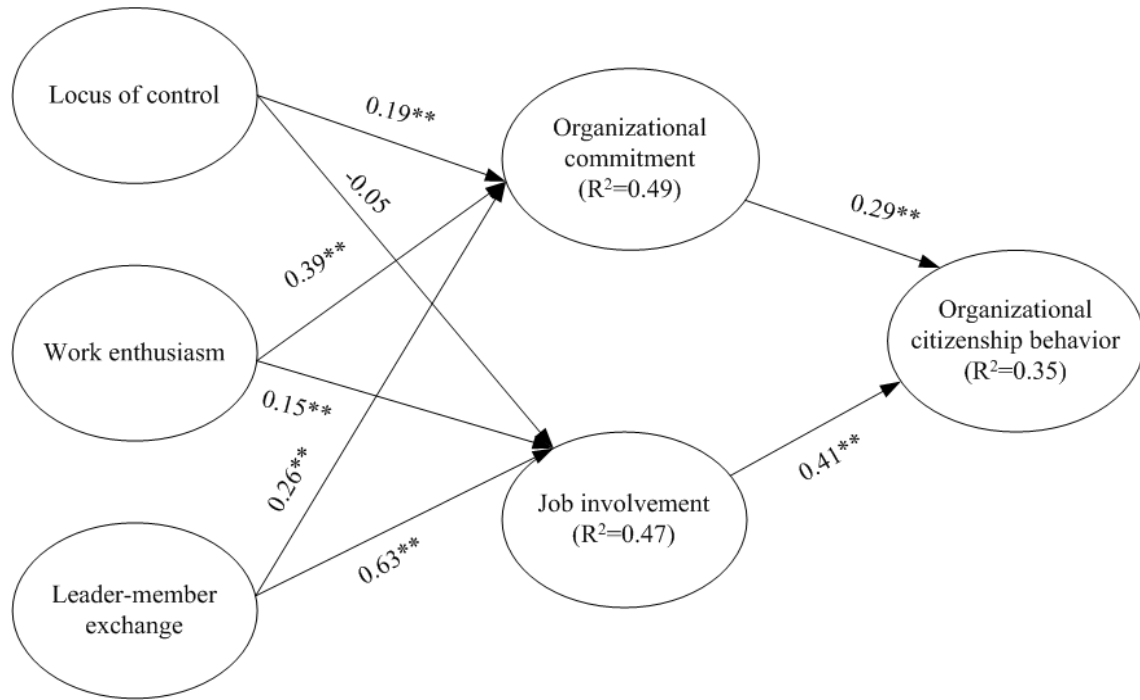 Locus of control
0.19**
-0.05
Organizational
commitment
(R²=0.49)
0.29**
Work enthusiasm
0.39**
0.15**
Organizational
citizenship behavior
(R²=0.35)
Leader-member
exchange
0.26**
0.63**
Job involvement
(R²=0.47)
0.41**